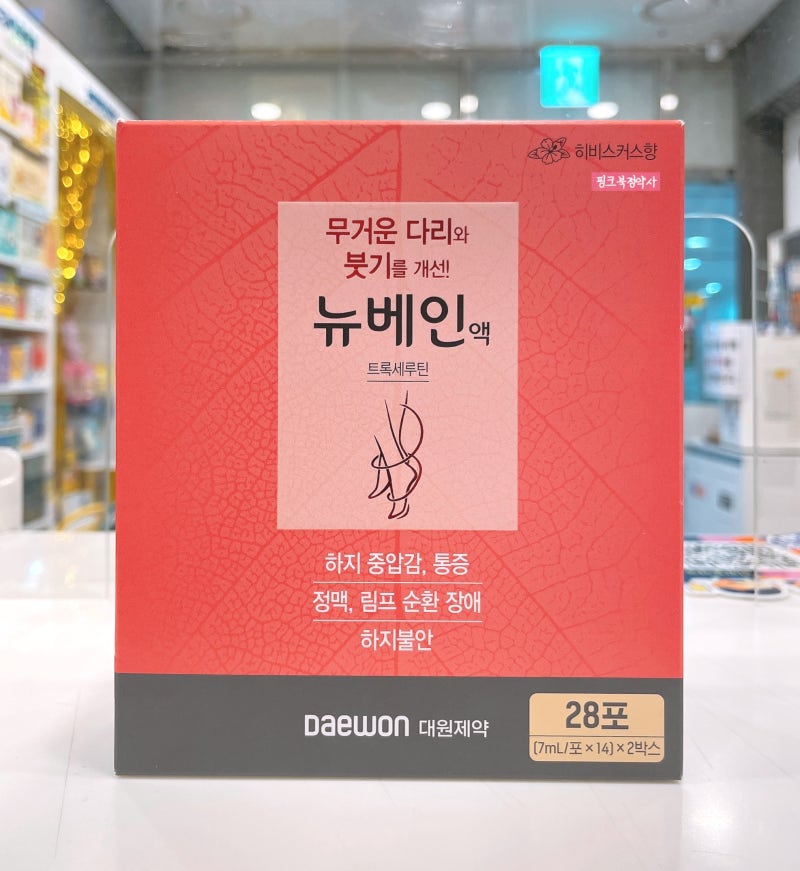 히비스커스향
핑크복점약사
무거운 다리와
붓기를 개선!
뉴베인액
트록세루틴
하지 중압감, 통증
정맥, 림프 순환 장애
하지불안
Daewon 대원제약
28포
(7mL/포×14)×2박스